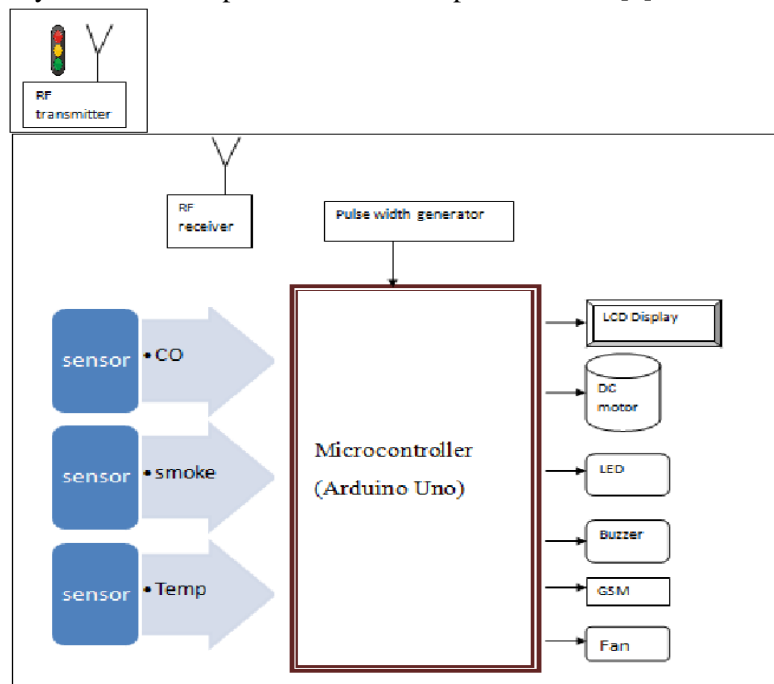 RF
transmitter
RF
receiver
Pulse width generator
sensor
• CO
sensor
• smoke
sensor
• Temp
Microcontroller
(Arduino Uno)
LCD Display
DC
motor
LED
Buzzer
GSM
Fan